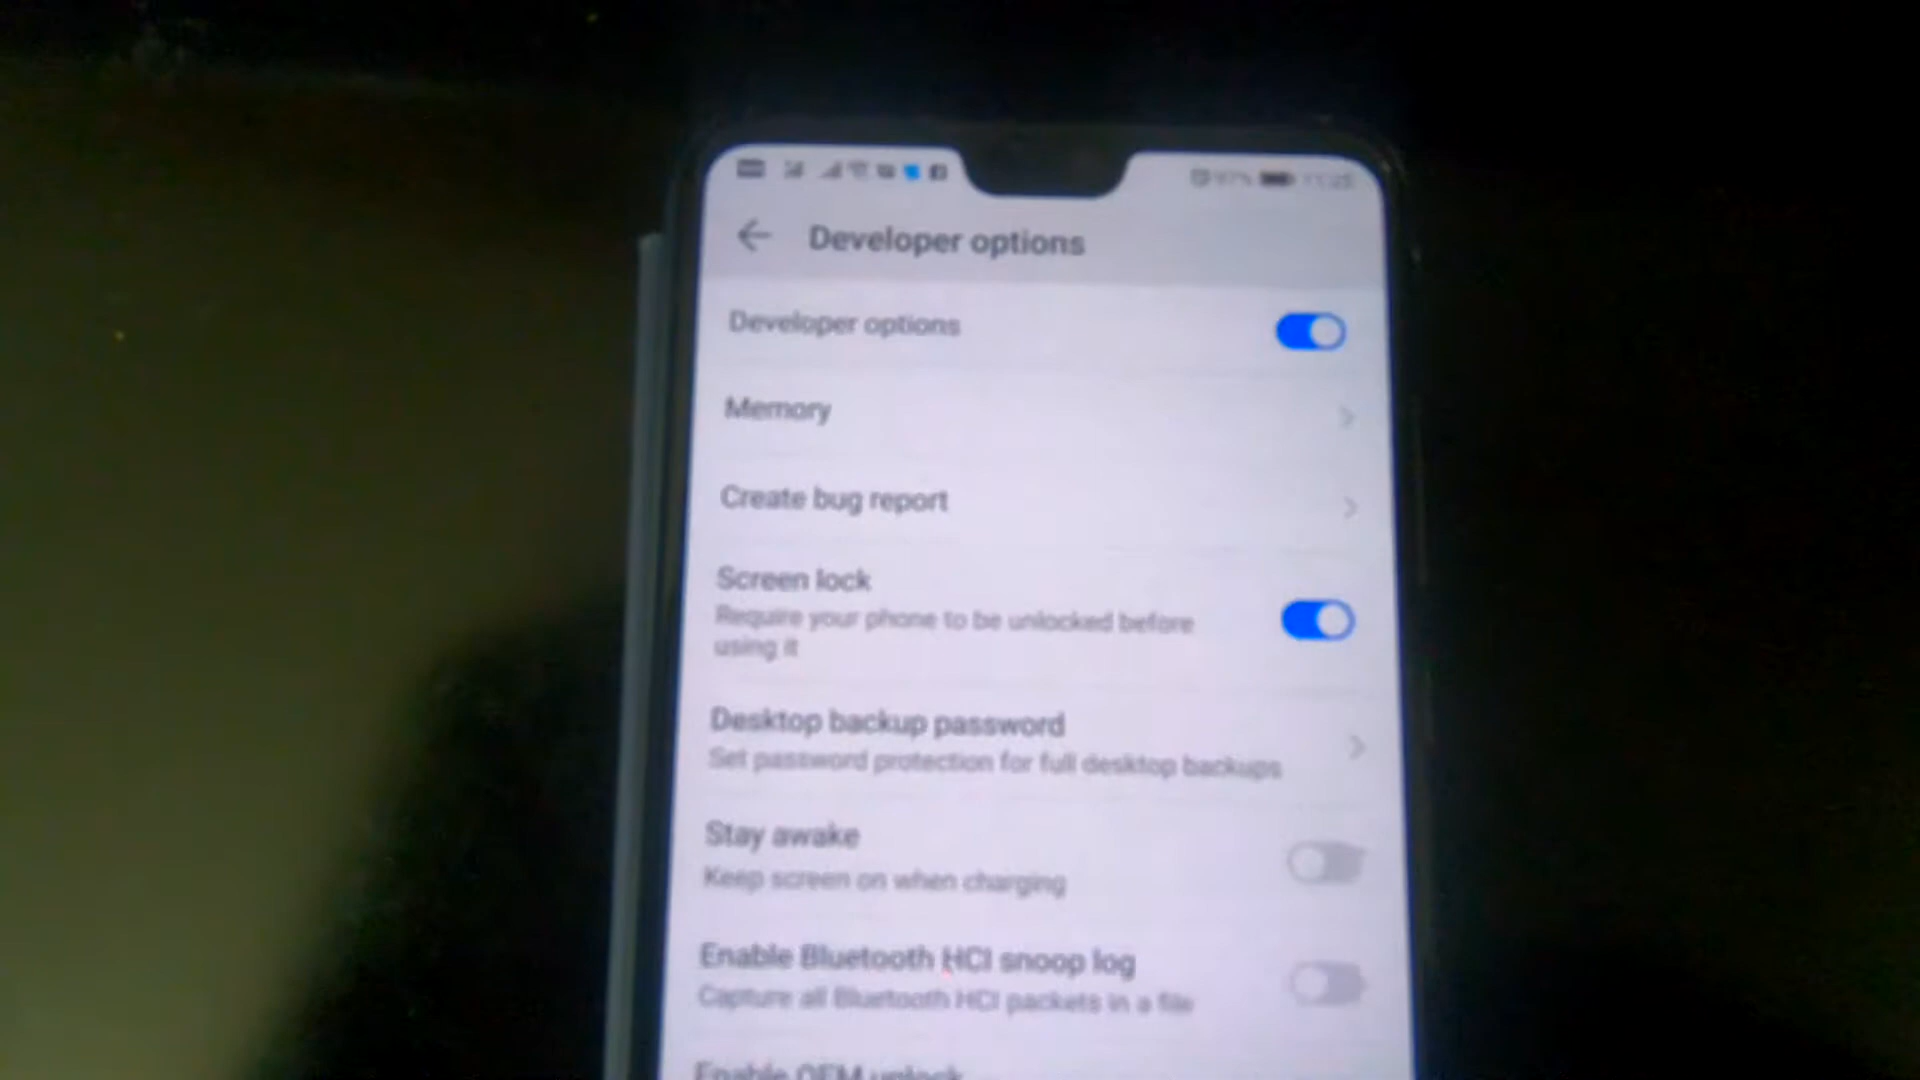 Developer options
Developer options
Memory
Create bug report
Screen lock
Require your phone to be unlocked before
using it
Desktop backup password
Set password protection for full desktop backups
Stay awake
Keep screen on when charging
Enable Bluetooth HCI snoop log
Capture all Bluetooth HCI packets in a file
Enable OEM unlock